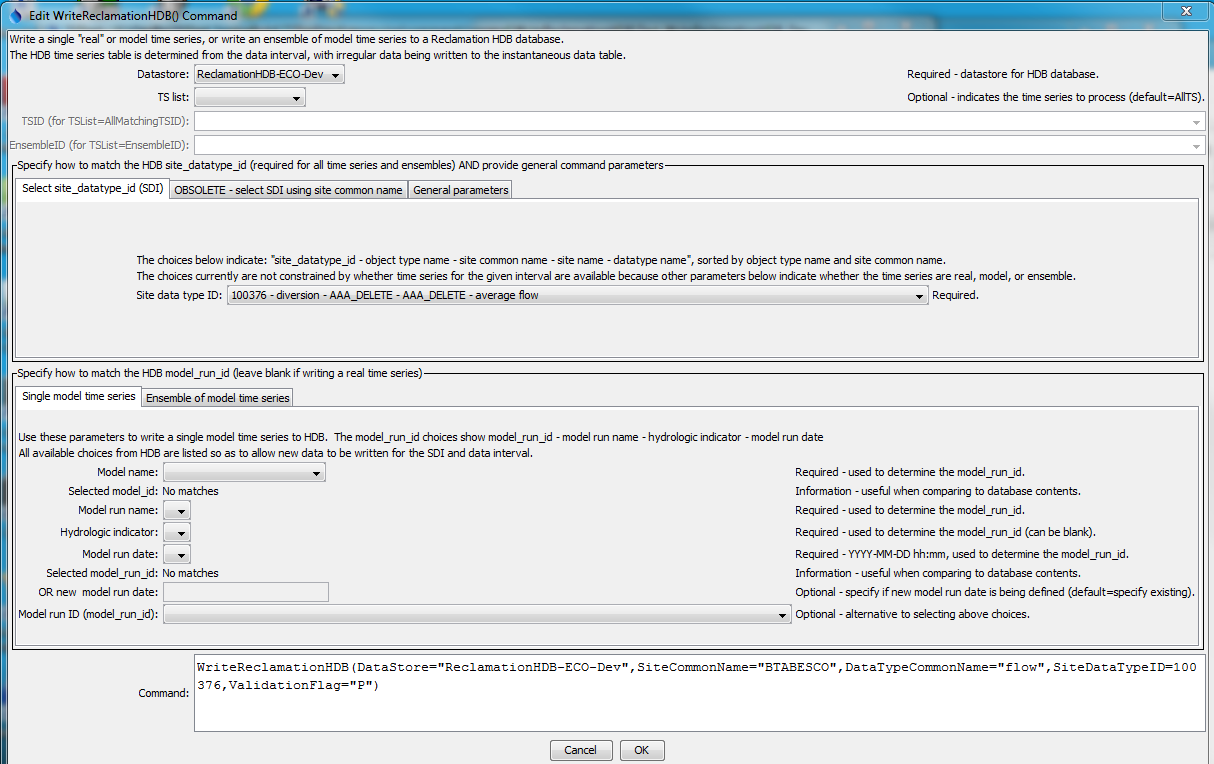 Edit WriteReclamationHDB() Command
Write a single "real" or model time series, or write an ensemble of model time series to a Reclamation HDB database.
The HDB time series table is determined from the data interval, with irregular data being written to the instantaneous data table.
Datastore: ReclamationHDB-ECO-Dev Required - datastore for HDB database.
TS list: Optional - indicates the time series to process (default=AllTS).
TSID (for TSList=AllMatchingTSID):
EnsembleID (for TSList=EnsembleID):
Specify how to match the HDB site_datatype_id (required for all time series and ensembles) AND provide general command parameters
Select site_datatype_id (SDI) OBSOLETE - select SDI using site common name General parameters
The choices below indicate: "site_datatype_id - object type name - site common name - site name - datatype name", sorted by object type name and site common name.
The choices currently are not constrained by whether time series for the given interval are available because other parameters below indicate whether the time series are real, model, or ensemble.
Site data type ID: 100376 - diversion - AAA_DELETE - AAA_DELETE - average flow Required.
Specify how to match the HDB model_run_id (leave blank if writing a real time series)
Single model time series Ensemble of model time series
Use these parameters to write a single model time series to HDB. The model_run_id choices show model_run_id - model run name - hydrologic indicator - model run date
All available choices from HDB are listed so as to allow new data to be written for the SDI and data interval.
Model name: Required - used to determine the model_run_id.
Selected model_id: No matches Information - useful when comparing to database contents.
Model run name: Required - used to determine the model_run_id.
Hydrologic indicator: Required - used to determine the model_run_id (can be blank).
Model run date: Required - YYYY-MM-DD hh:mm, used to determine the model_run_id.
Selected model_run_id: No matches Information - useful when comparing to database contents.
OR new model run date: Optional - specify if new model run date is being defined (default=specify existing).
Model run ID (model_run_id): Optional - alternative to selecting above choices.
Command: WriteReclamationHDB(DataStore="ReclamationHDB-ECO-Dev",SiteCommonName="BTABESCO",DataTypeCommonName="flow",SiteDataTypeID=100
376,ValidationFlag="P")
Cancel OK